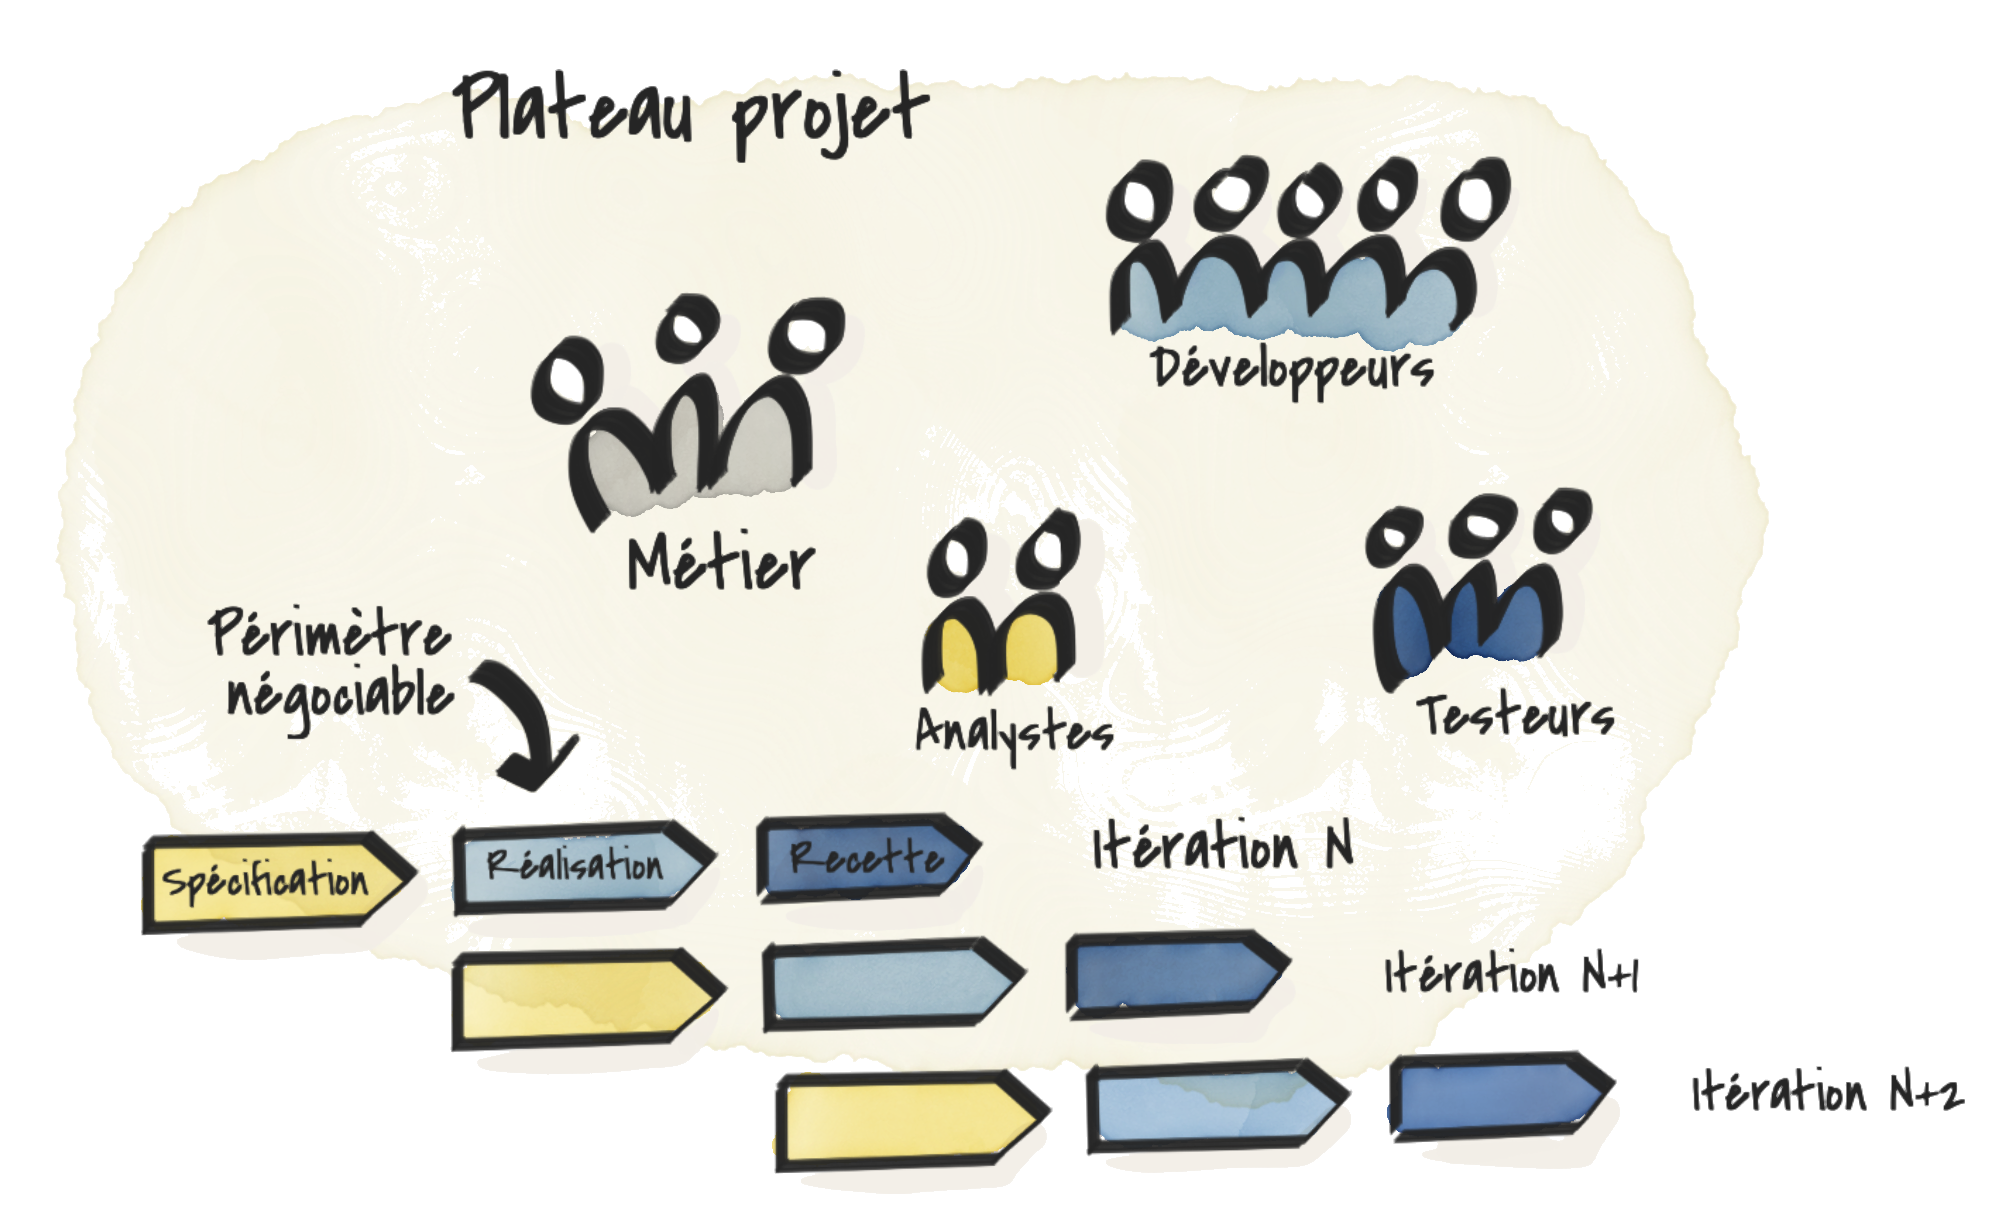 Plateau projet
Développeurs
Métier
Périmètre
négociable
Analystes
Testeurs
Spécification
Réalisation
Recette
Itération N
Itération N+1
Itération N+2